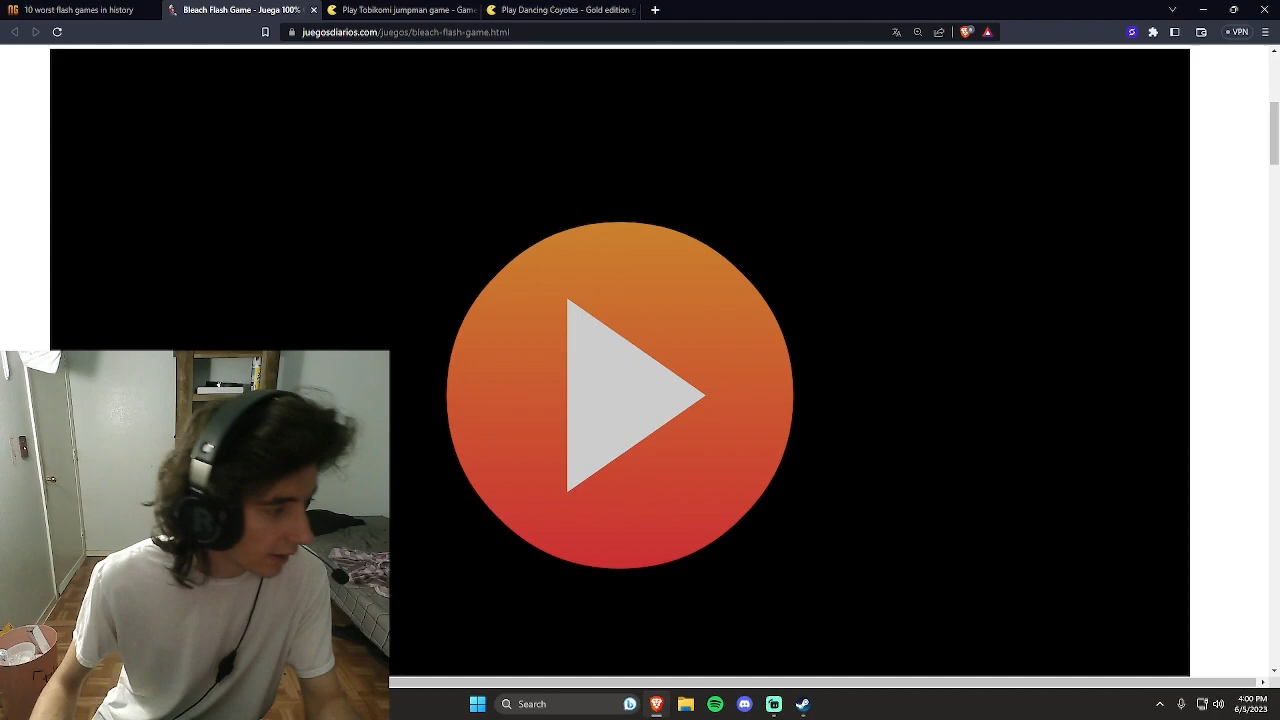 10 worst flash games in history
Bleach Flash Game - Juega 100%
Play Tobikomi jumpman game - Game
Play Dancing Coyotes - Gold edition g
juegosdiarios.com/juegos/bleach-flash-game.html
VPN
Search
4:00 PM
6/5/2023